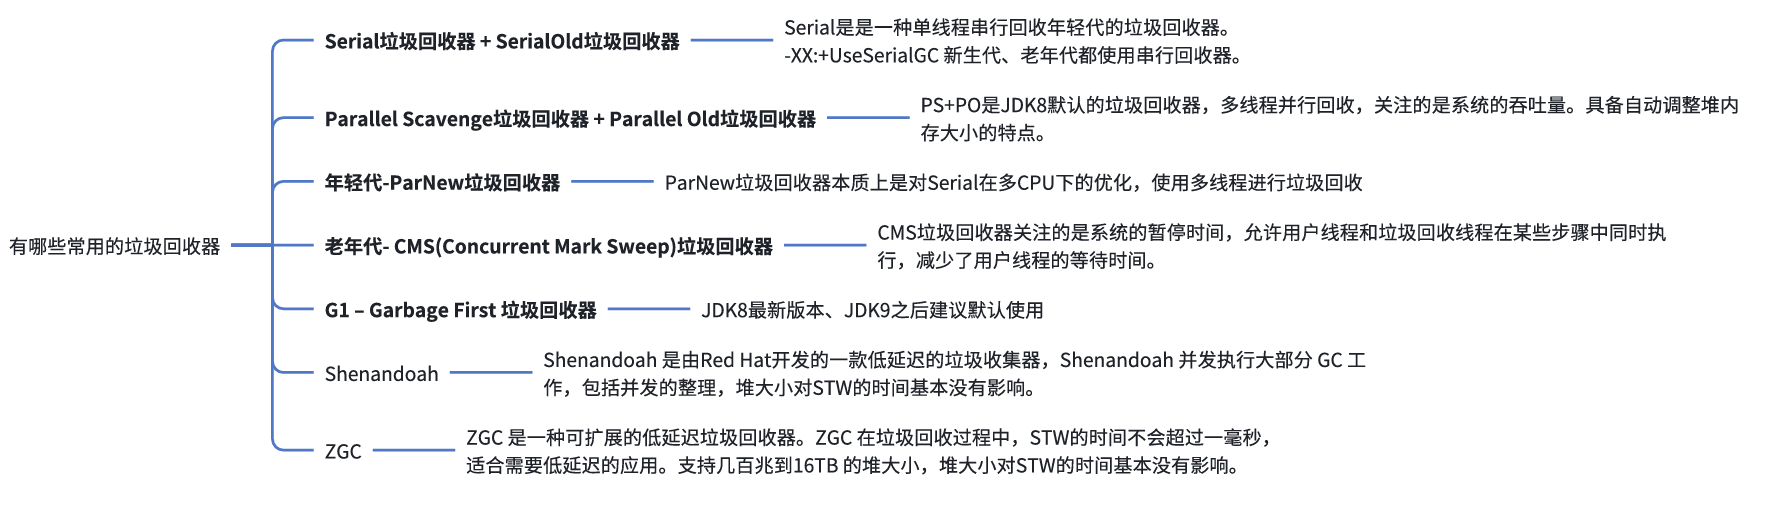 有哪些常用的垃圾回收器
Serial垃圾回收器 + SerialOld垃圾回收器
Serial是是一种单线程串行回收年轻代的垃圾回收器。
-XX:+UseSerialGC 新生代、老年代都使用串行回收器。
Parallel Scavenge垃圾回收器 + Parallel Old垃圾回收器
PS+PO是JDK8默认的垃圾回收器，多线程并行回收，关注的是系统的吞吐量。具备自动调整堆内
存大小的特点。
年轻代-ParNew垃圾回收器
ParNew垃圾回收器本质上是对Serial在多CPU下的优化，使用多线程进行垃圾回收
老年代- CMS(Concurrent Mark Sweep)垃圾回收器
CMS垃圾回收器关注的是系统的暂停时间，允许用户线程和垃圾回收线程在某些步骤中同时执
行，减少了用户线程的等待时间。
G1 – Garbage First 垃圾回收器
JDK8最新版本、JDK9之后建议默认使用
Shenandoah
Shenandoah 是由Red Hat开发的一款低延迟的垃圾收集器，Shenandoah 并发执行大部分 GC 工
作，包括并发的整理，堆大小对STW的时间基本没有影响。
ZGC
ZGC 是一种可扩展的低延迟垃圾回收器。ZGC 在垃圾回收过程中，STW的时间不会超过一毫秒，
适合需要低延迟的应用。支持几百兆到16TB 的堆大小，堆大小对STW的时间基本没有影响。